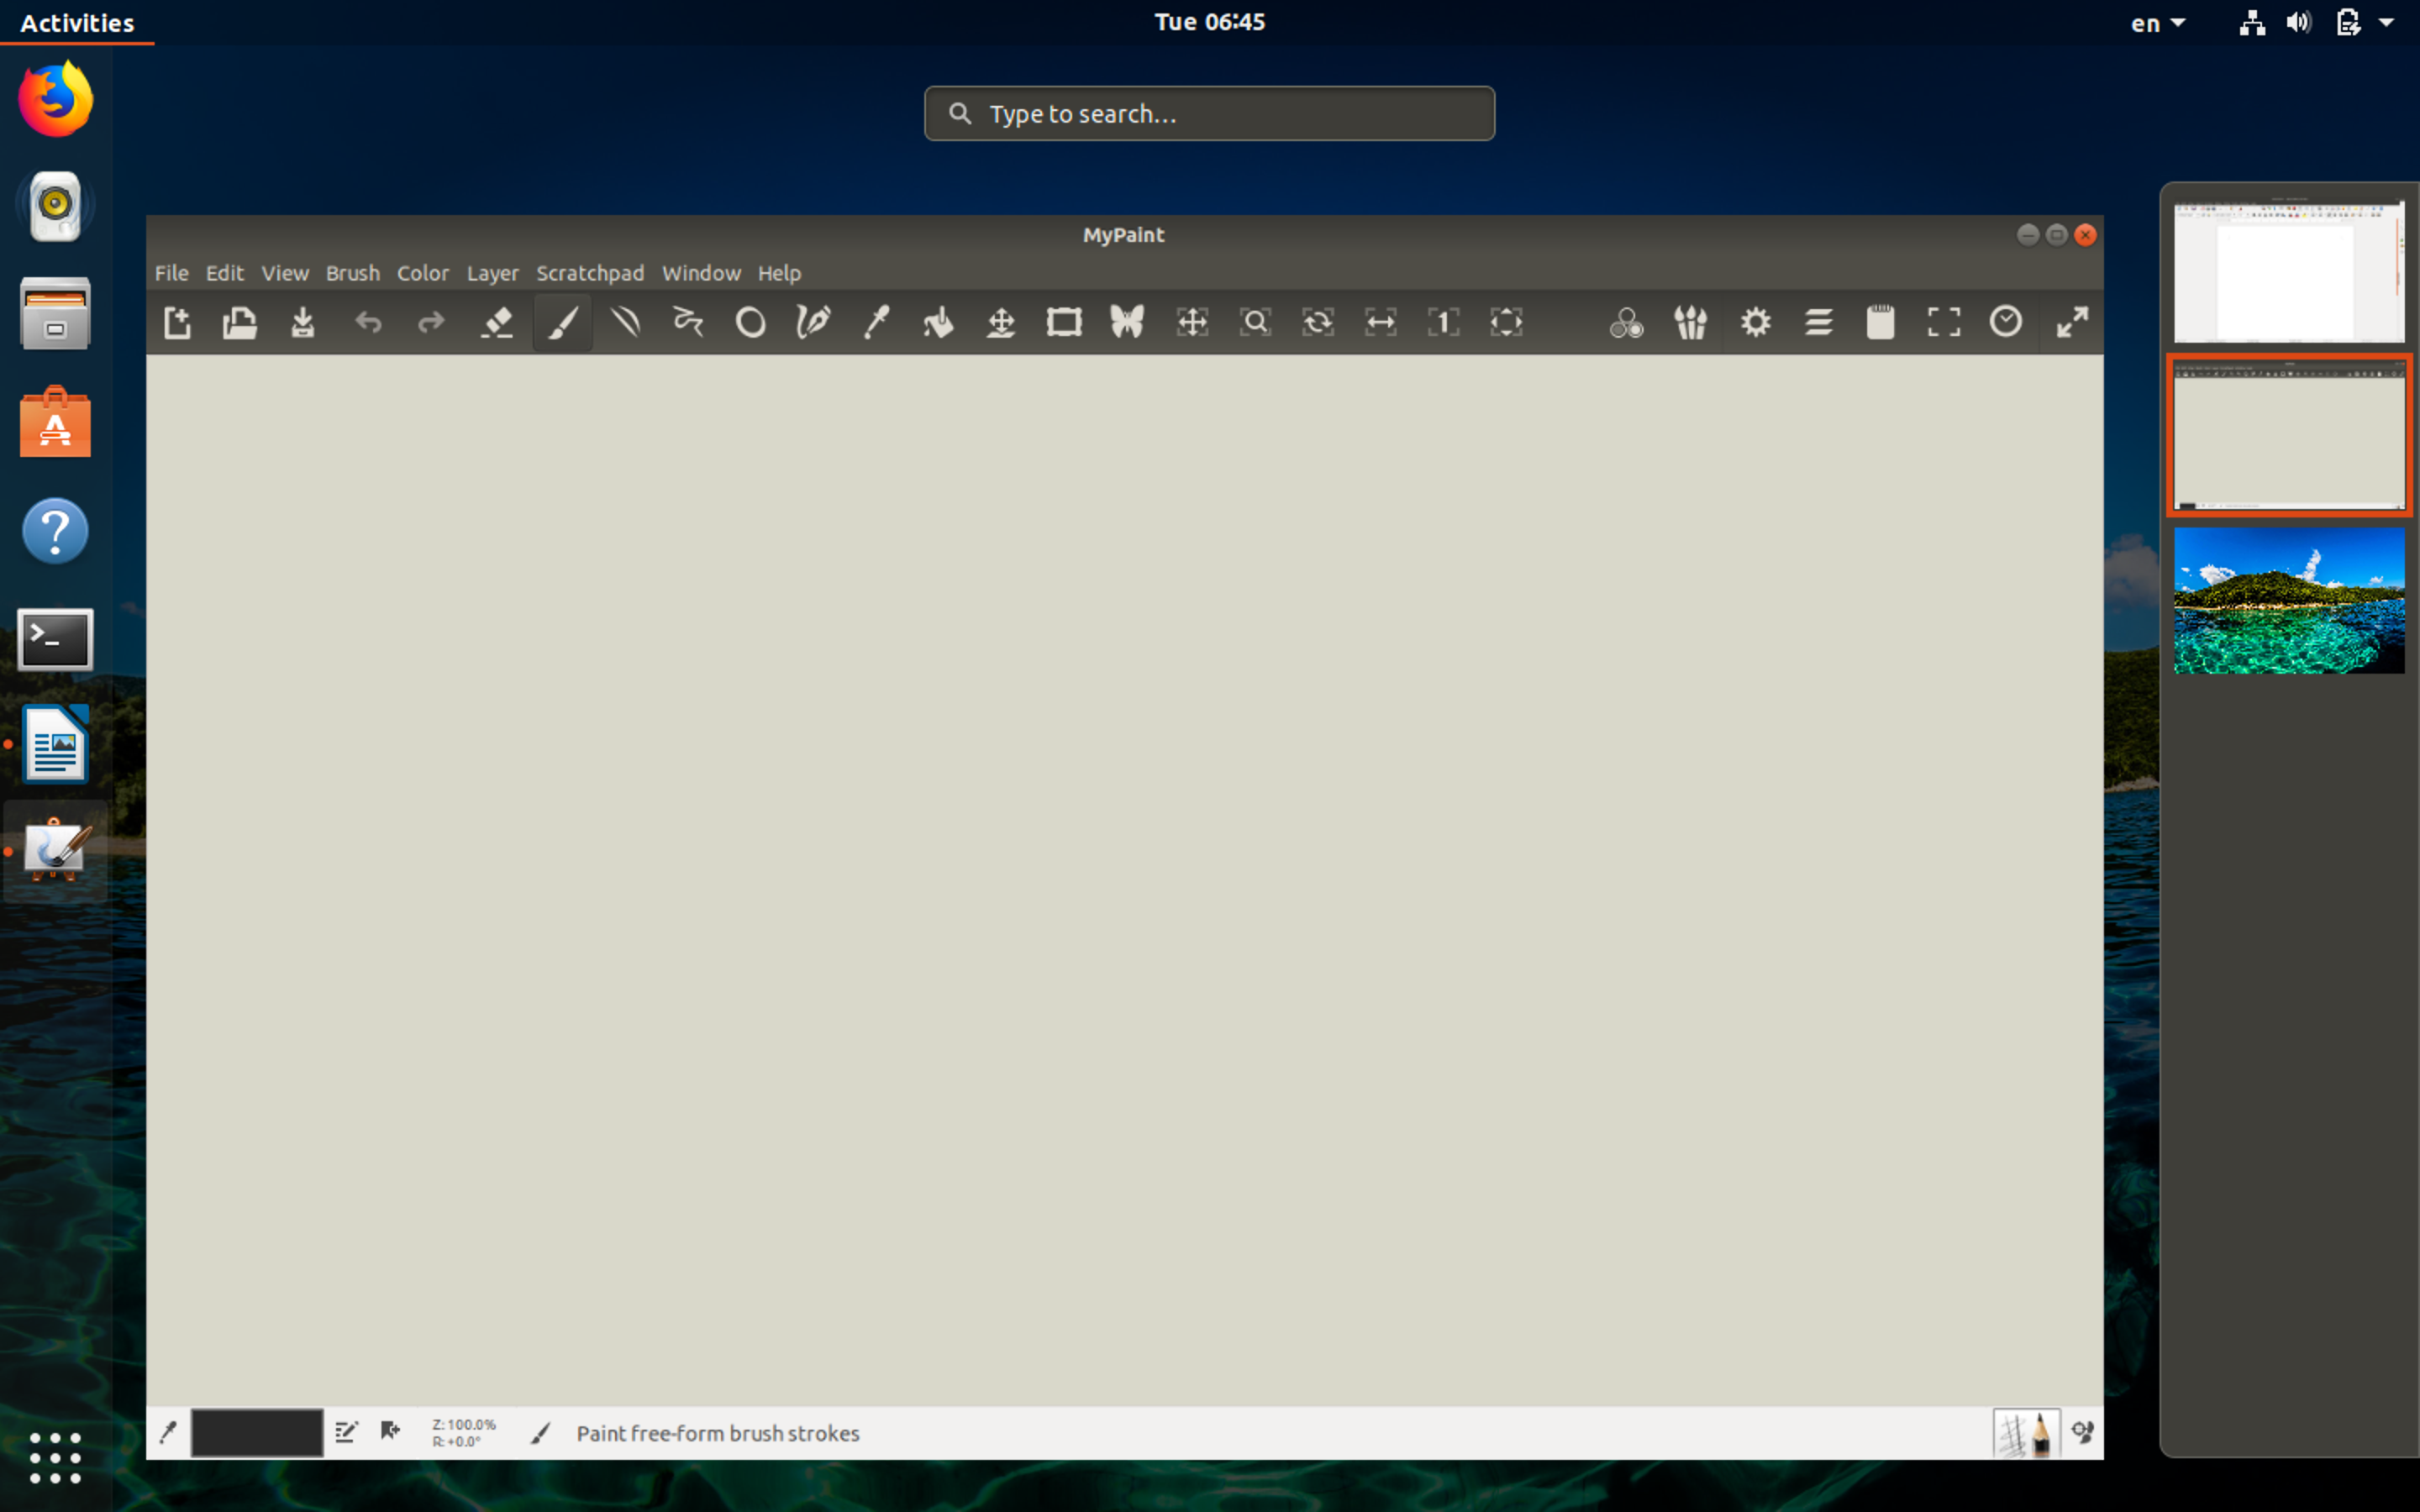 Activities
Tue 06:45
en
Type to search...
MyPaint
File Edit View Brush Color Layer Scratchpad Window Help
Z: 100.0%
R: +0.0°
Paint free-form brush strokes